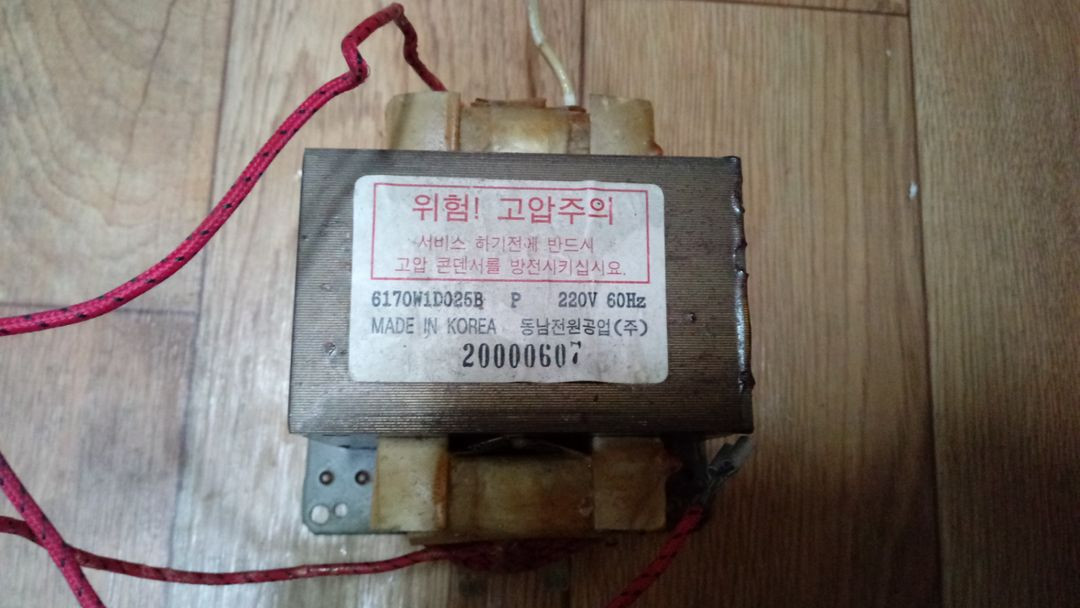 위험! 고압주의
서비스 하기전에 반드시
고압 콘덴서를 방전시키십시요.
6170W1D025B P 220V 60Hz
MADE IN KOREA 동남전원공업(주)
20000607